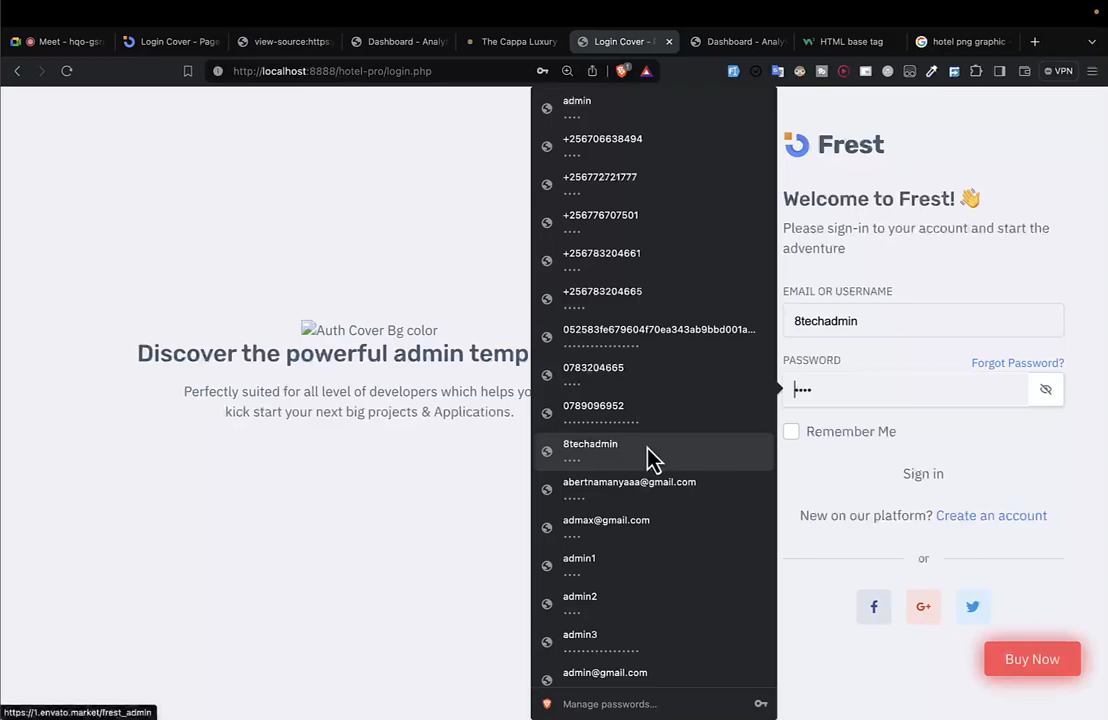 Meet - hqo-gsr
Login Cover - Page
view-source:https:
Dashboard - Analy
The Cappa Luxury
Login Cover - P
Dashboard - Analy
HTML base tag
hotel png graphic
http://localhost:8888/hotel-pro/login.php
VPN
Auth Cover Bg color
Discover the powerful admin temp
Perfectly suited for all level of developers which helps yo
kick start your next big projects & Applications.
admin
+256706638494
+256772721777
+256776707501
+256783204661
+256783204665
052583fe679604f70ea343ab9bbd001a...
0783204665
0789096952
8techadmin
abertnamanyaaa@gmail.com
admax@gmail.com
admin1
admin2
admin3
admin@gmail.com
Manage passwords...
Frest
Welcome to Frest! 👋
Please sign-in to your account and start the
adventure
EMAIL OR USERNAME
8techadmin
PASSWORD
Forgot Password?
Remember Me
Sign in
New on our platform? Create an account
or
Buy Now
https://1.envato.market/frest_admin